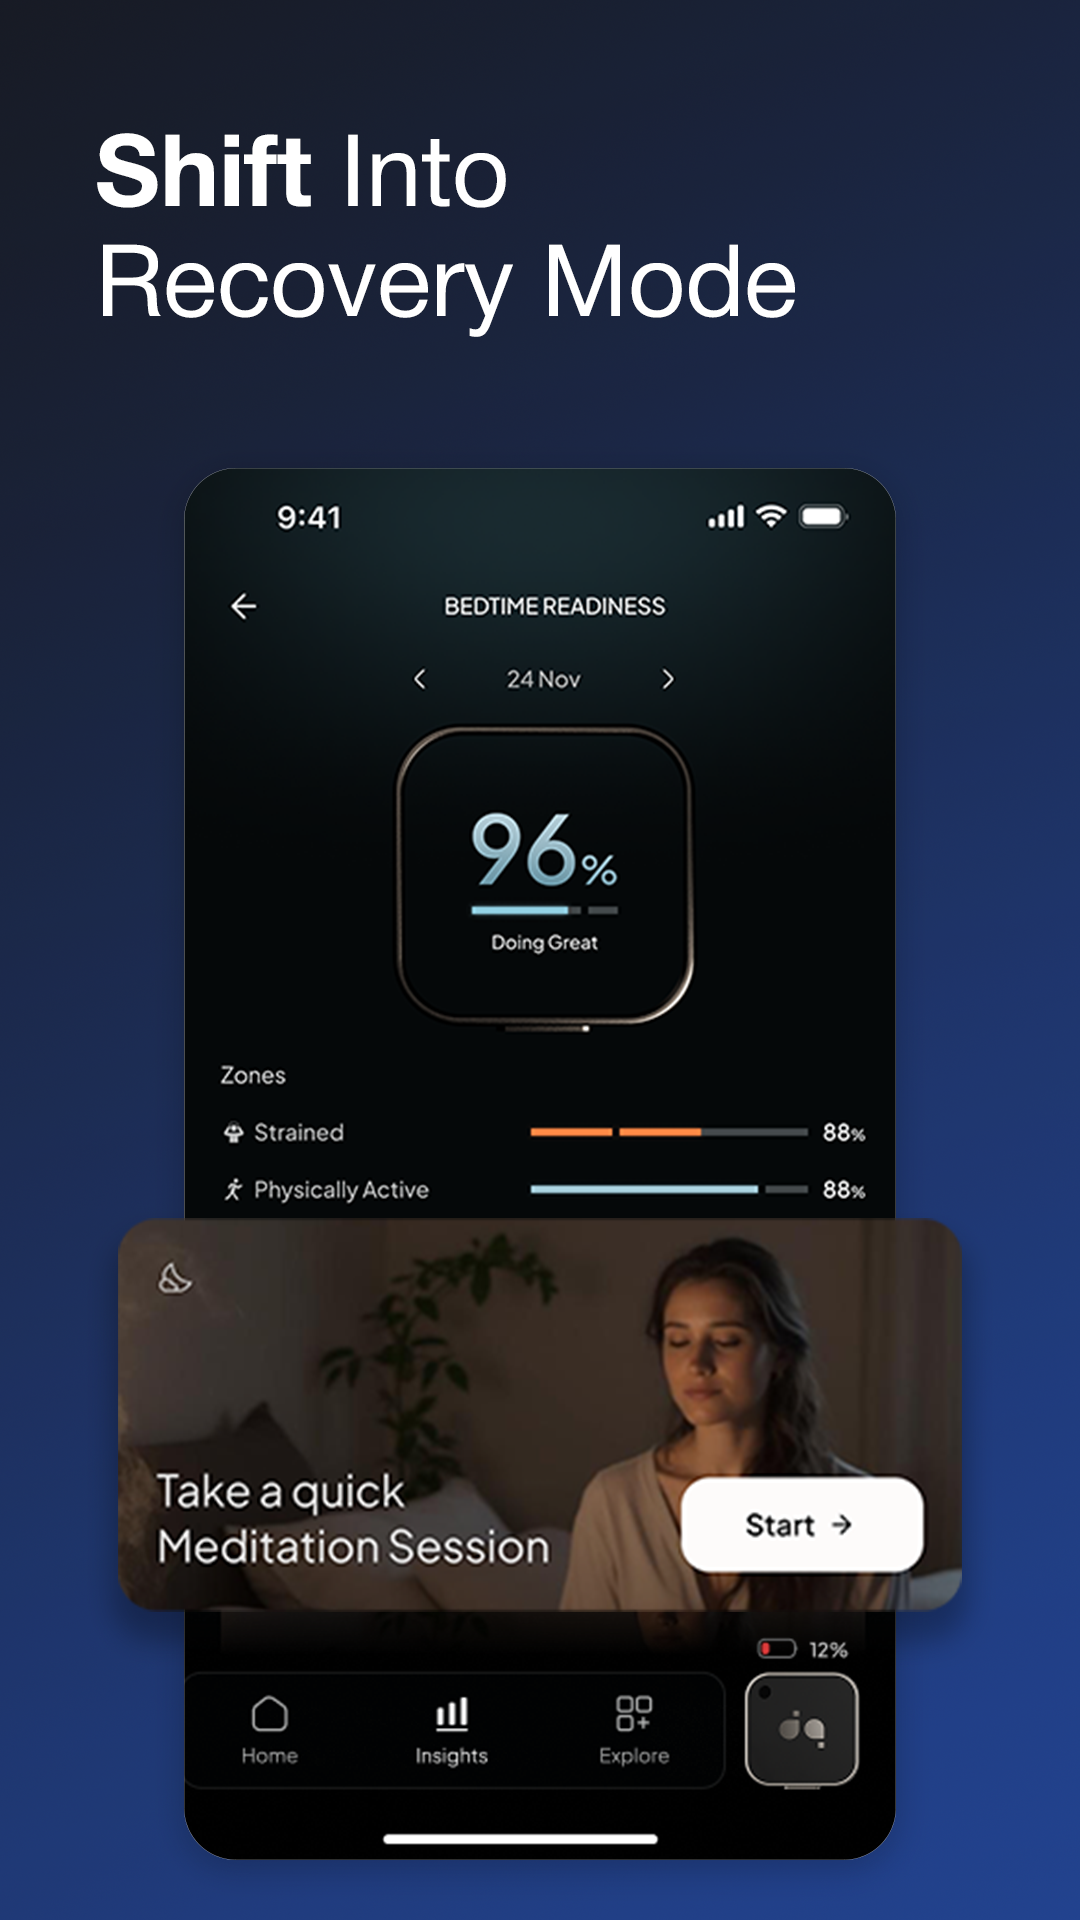 Shift Into
Recovery Mode
9:41
BEDTIME READINESS
24 Nov
96%
Doing Great
Zones
Strained 88%
Physically Active 88%
Take a quick
Meditation Session
Start
12%
Home Insights Explore